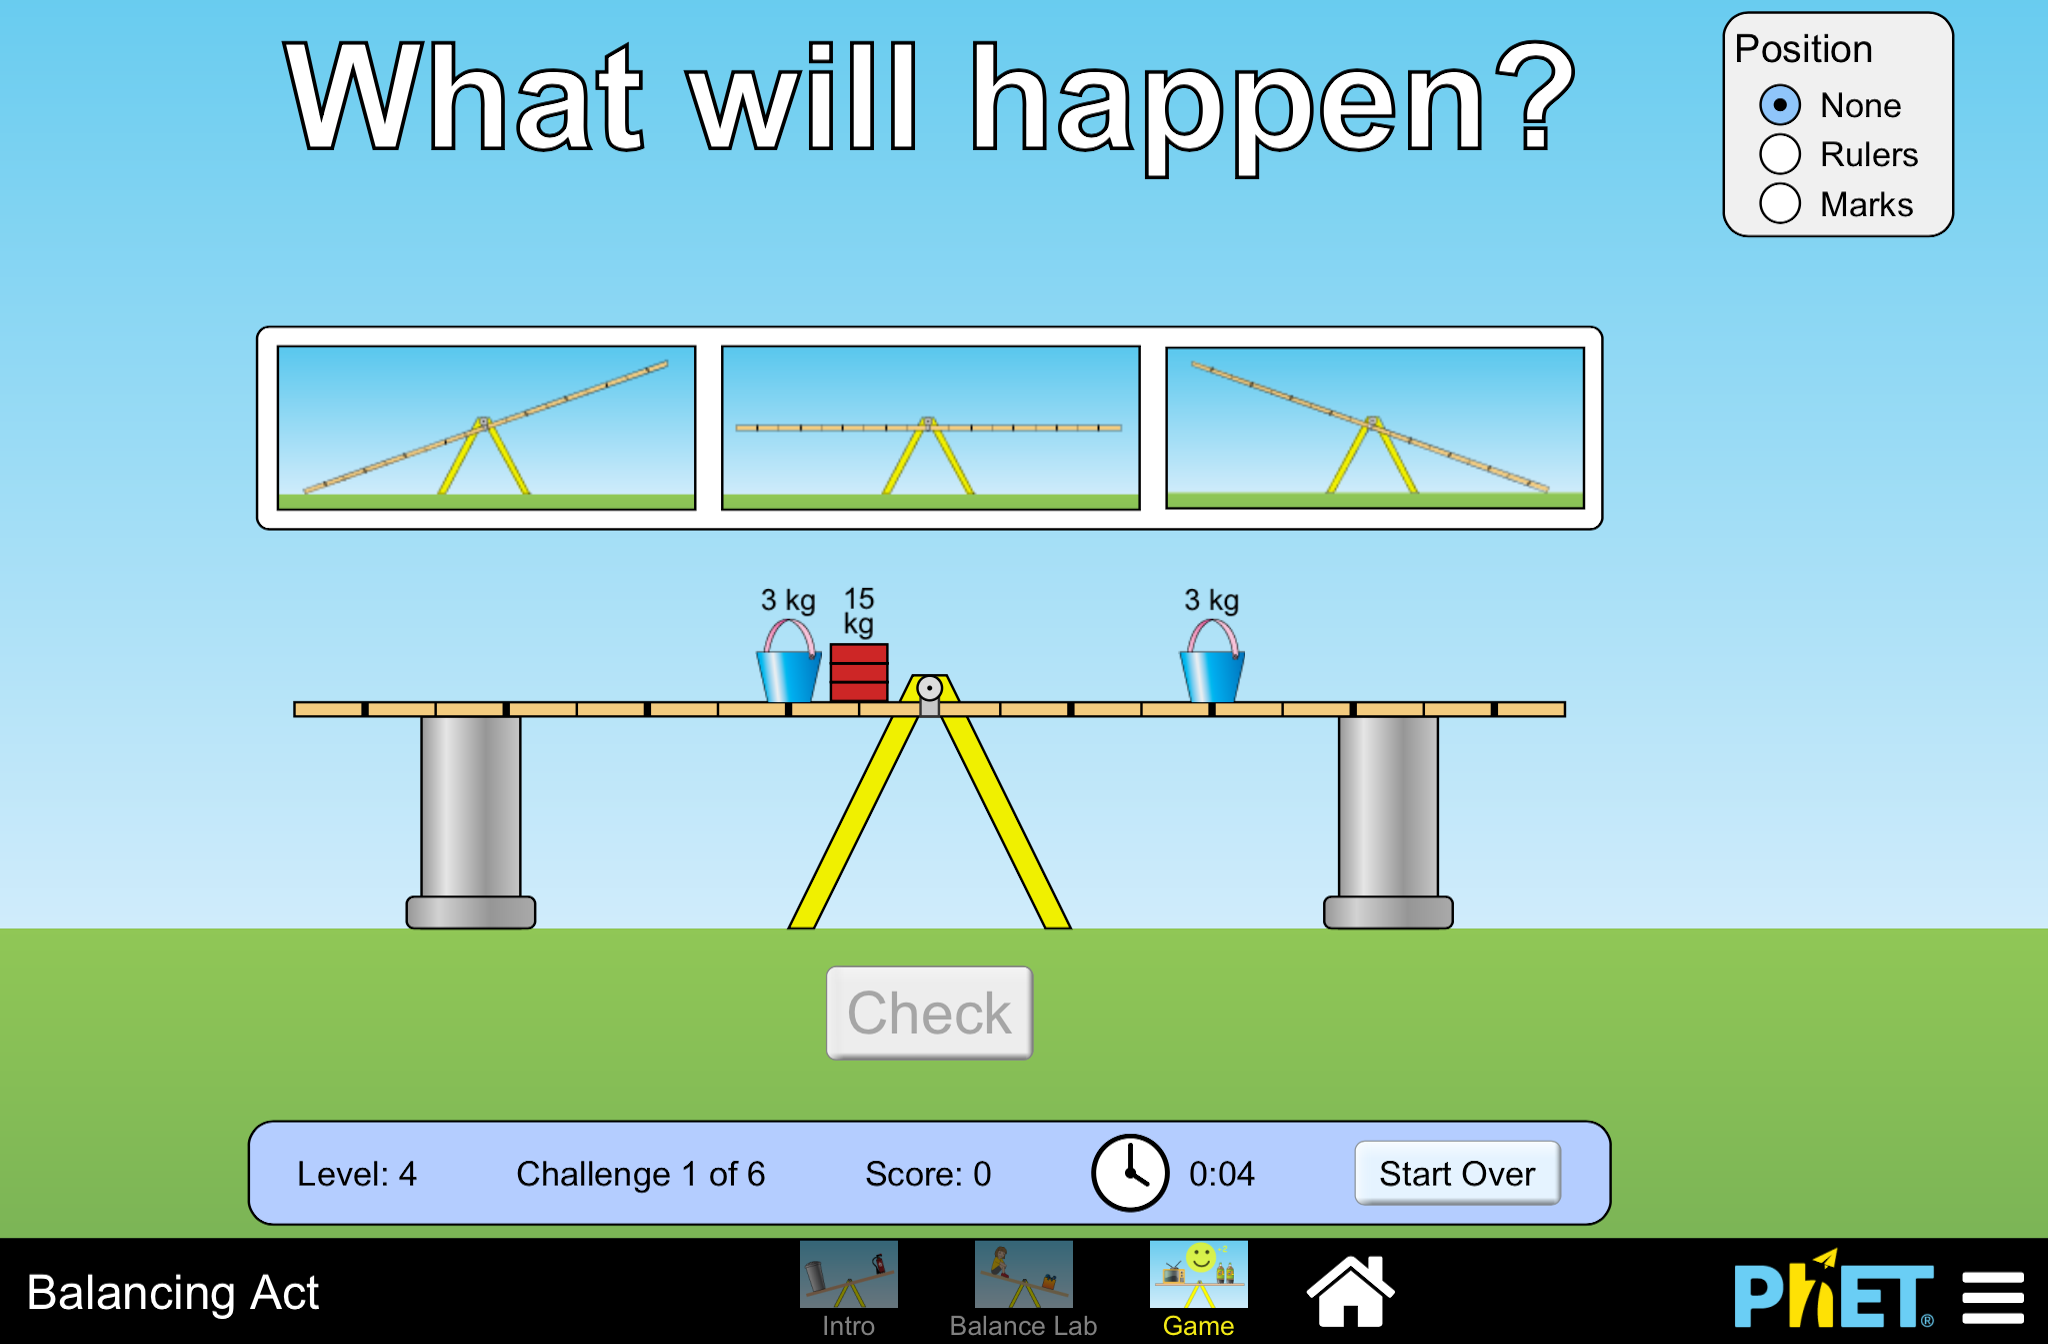 What will happen?
Position
None
Rulers
Marks
3 kg
15
kg
3 kg
Check
Level: 4
Challenge 1 of 6
Score: 0
0:04
Start Over
Balancing Act
Intro
Balance Lab
Game
PhET®